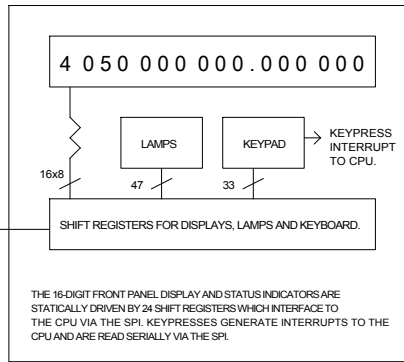 4 050 000 000.000 000
LAMPS
KEYPAD
KEYPRESS
INTERRUPT
TO CPU.
16x8
47
33
SHIFT REGISTERS FOR DISPLAYS, LAMPS AND KEYBOARD.
THE 16-DIGIT FRONT PANEL DISPLAY AND STATUS INDICATORS ARE
STATICALLY DRIVEN BY 24 SHIFT REGISTERS WHICH INTERFACE TO
THE CPU VIA THE SPI. KEYPRESSES GENERATE INTERRUPTS TO THE
CPU AND ARE READ SERIALLY VIA THE SPI.